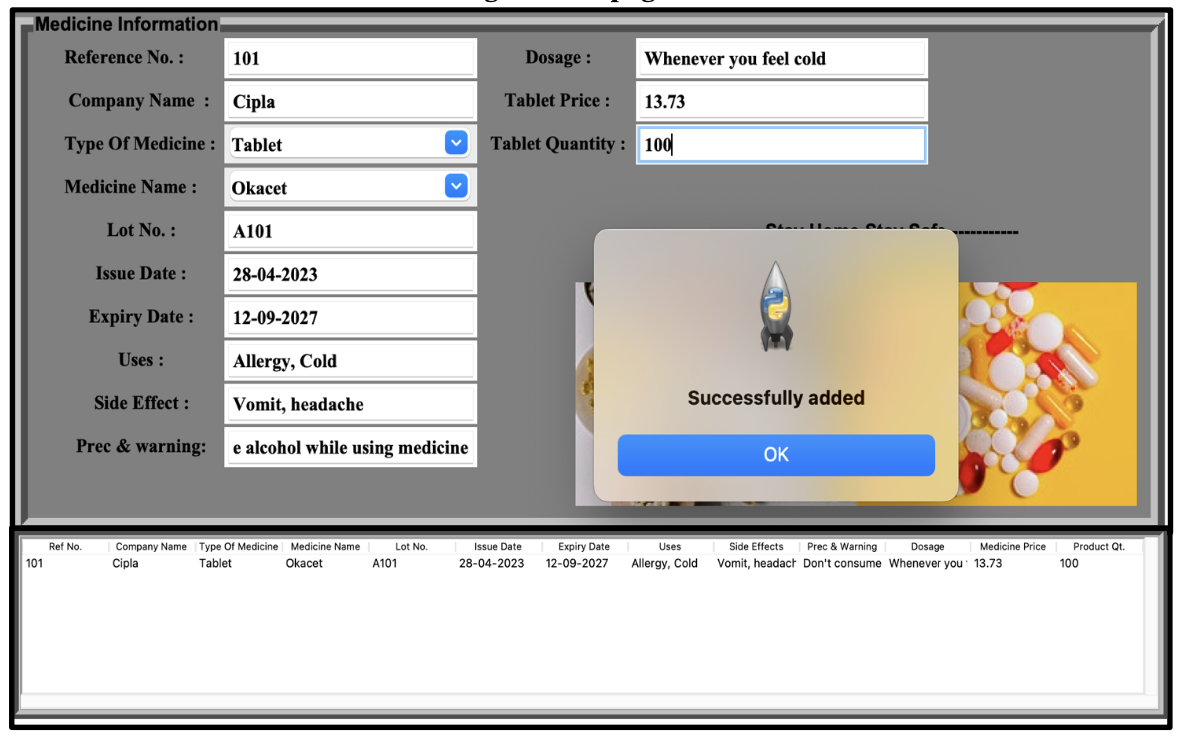 Medicine Information
Reference No. : 101 Dosage : Whenever you feel cold
Company Name : Cipla Tablet Price : 13.73
Type Of Medicine : Tablet Tablet Quantity : 100
Medicine Name : Okacet
Lot No. : A101 Stay Home Stay Safe-----------
Issue Date : 28-04-2023
Expiry Date : 12-09-2027
Uses : Allergy, Cold
Side Effect : Vomit, headache
Prec & warning: e alcohol while using medicine
Successfully added
OK
Ref No. Company Name Type Of Medicine Medicine Name Lot No. Issue Date Expiry Date Uses Side Effects Prec & Warning Dosage Medicine Price Product Qt.
101 Cipla Tablet Okacet A101 28-04-2023 12-09-2027 Allergy, Cold Vomit, headach Don't consume Whenever you 13.73 100